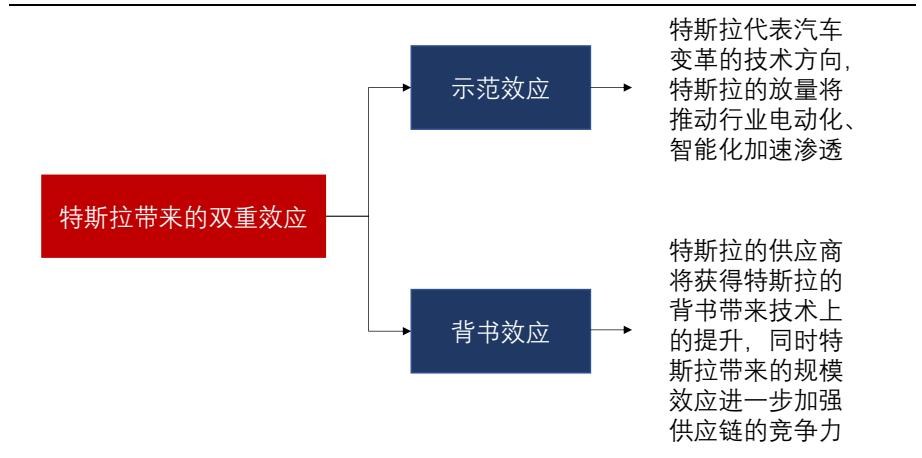 特斯拉带来的双重效应
示范效应
特斯拉代表汽车
变革的技术方向，
特斯拉的放量将
推动行业电动化、
智能化加速渗透
背书效应
特斯拉的供应商
将获得特斯拉的
背书带来技术上
的提升，同时特
斯拉带来的规模
效应进一步加强
供应链的竞争力